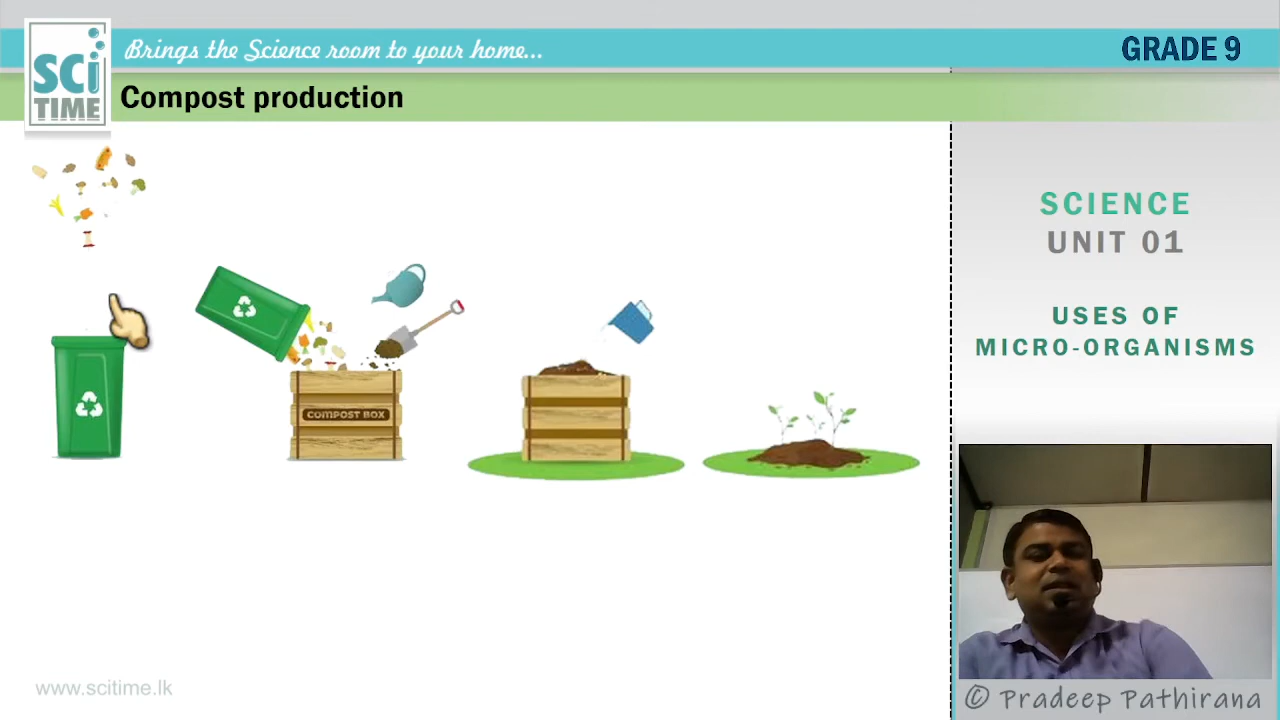 SCi
TIME
Brings the Science room to your home...
GRADE 9
Compost production
SCIENCE
UNIT 01
USES OF
MICRO-ORGANISMS
COMPOST BOX
www.scitime.lk
© Pradeep Pathirana